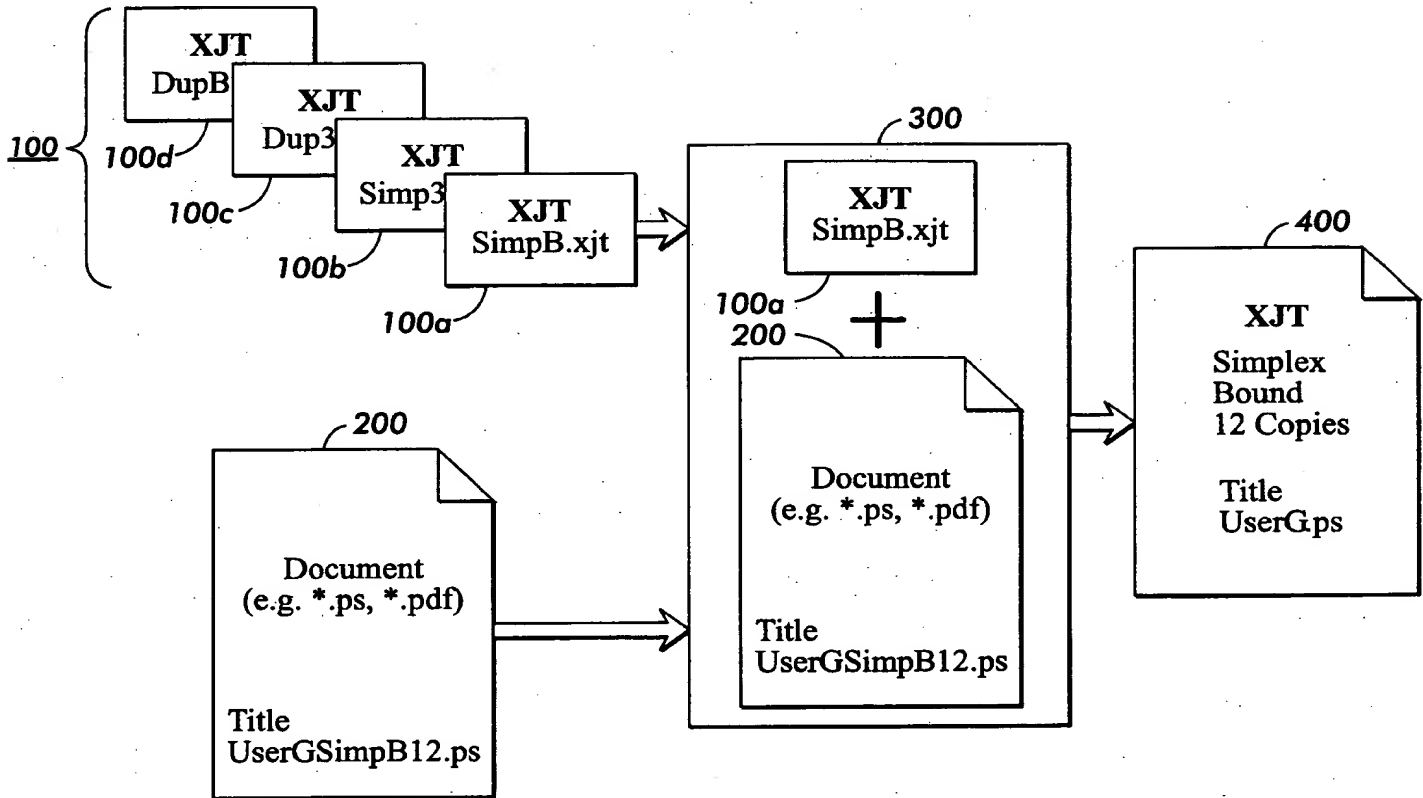 XJT
DupB
100d
XJT
Dup3
100c
XJT
Simp3
100b
XJT
SimpB.xjt
100a
100
200
Document
(e.g. *.ps, *.pdf)
Title
UserGSimpB12.ps
300
XJT
SimpB.xjt
100a
+
200
Document
(e.g. *.ps, *.pdf)
Title
UserGSimpB12.ps
400
XJT
Simplex
Bound
12 Copies
Title
UserG.ps